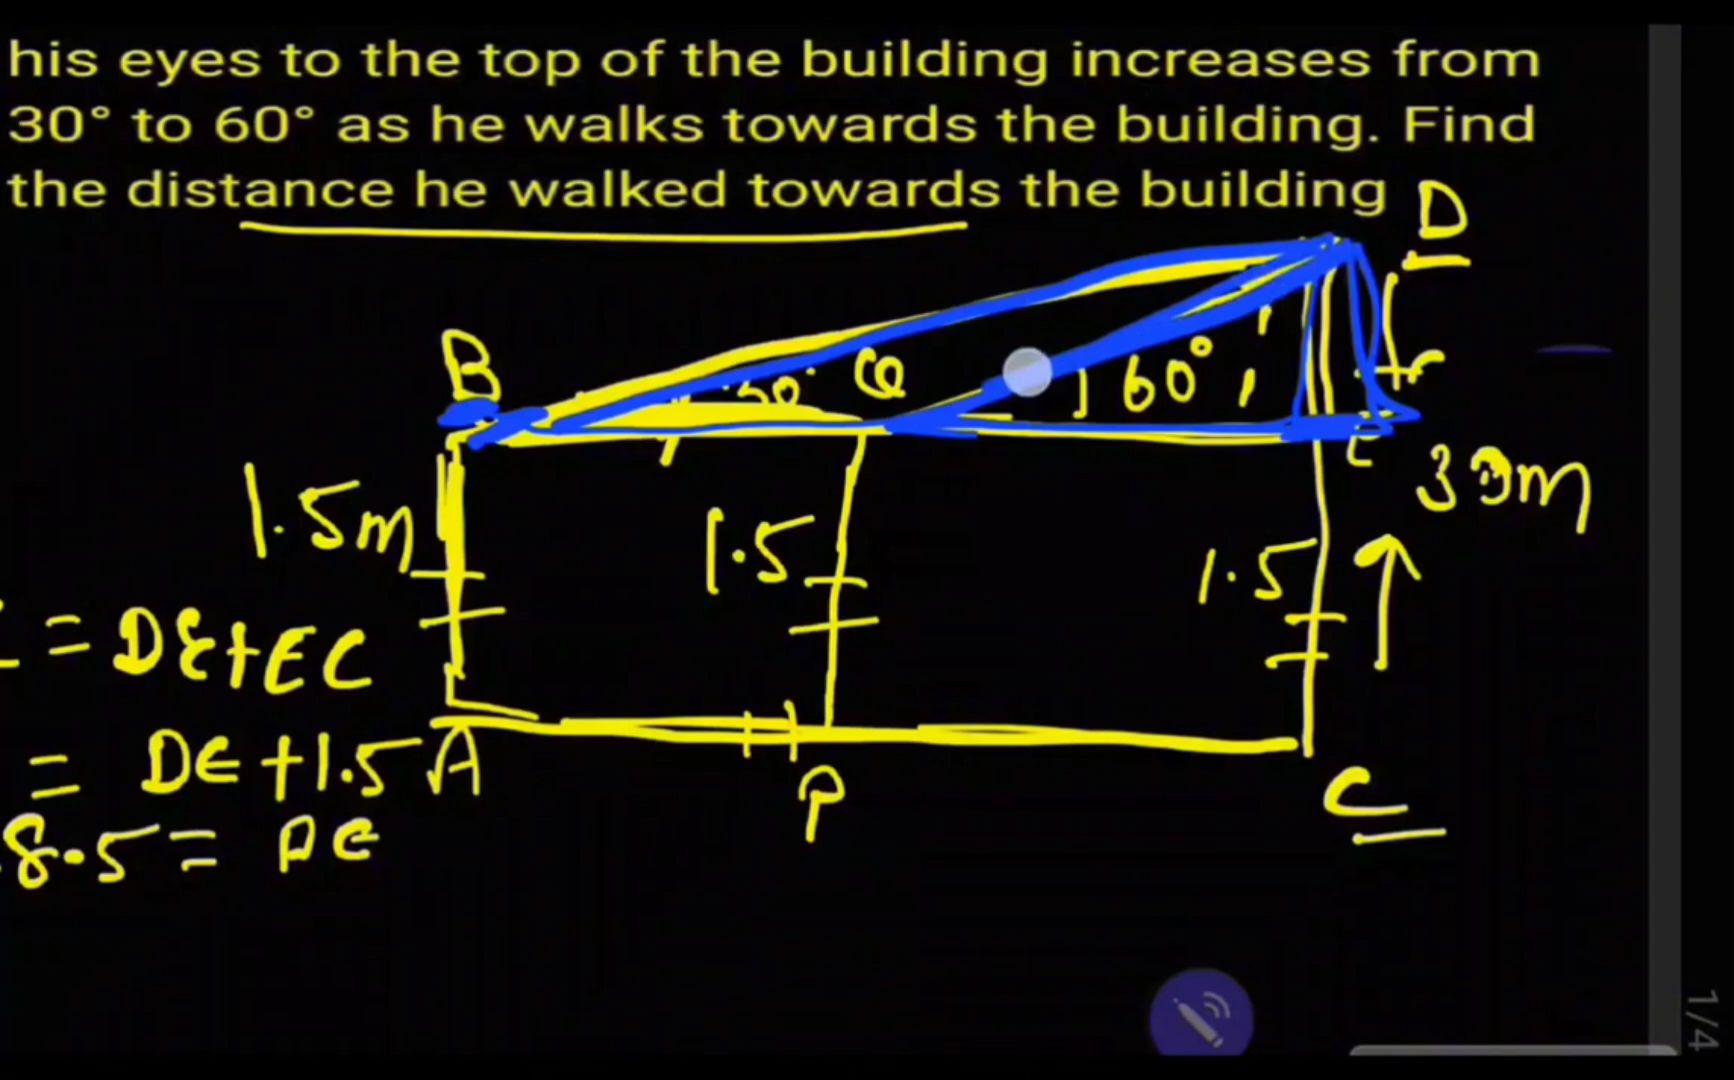 his eyes to the top of the building increases from
30° to 60° as he walks towards the building. Find
the distance he walked towards the building
D
B
Q
60°
30m
1.5m
1.5
1.5
= DE+EC
= DE+1.5
A
P
C
8.5= DE
1/4